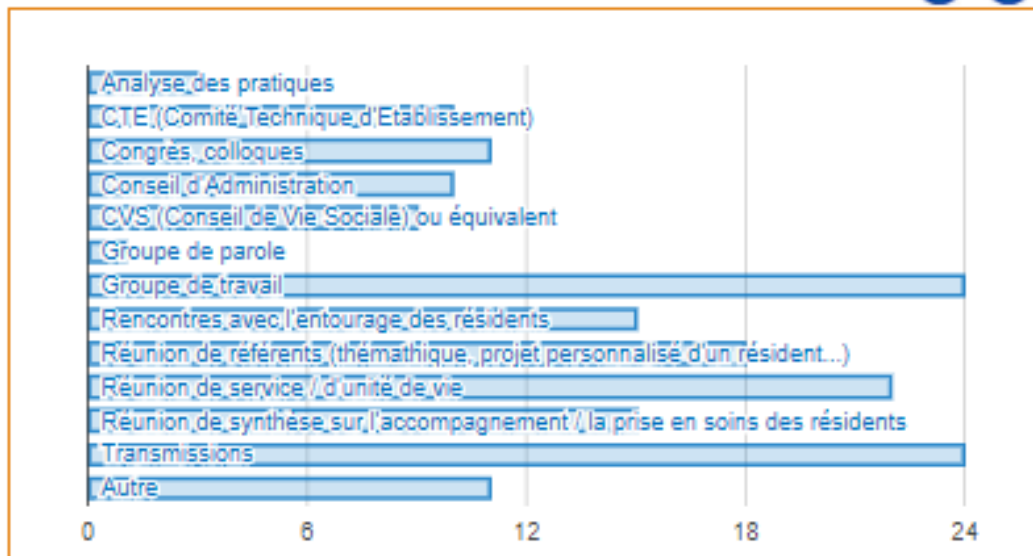 Analyse des pratiques
CTE (Comité Technique d'Etablissement)
Congrès, colloques
Conseil d'Administration
CVS (Conseil de Vie Sociale) ou équivalent
Groupe de parole
Groupe de travail
Rencontres avec l'entourage des résidents
Réunion de référents (thémathique, projet personnalisé d'un résident...)
Réunion de service / d'unité de vie
Réunion de synthèse sur l'accompagnement / la prise en soins des résidents
Transmissions
Autre
0 6 12 18 24